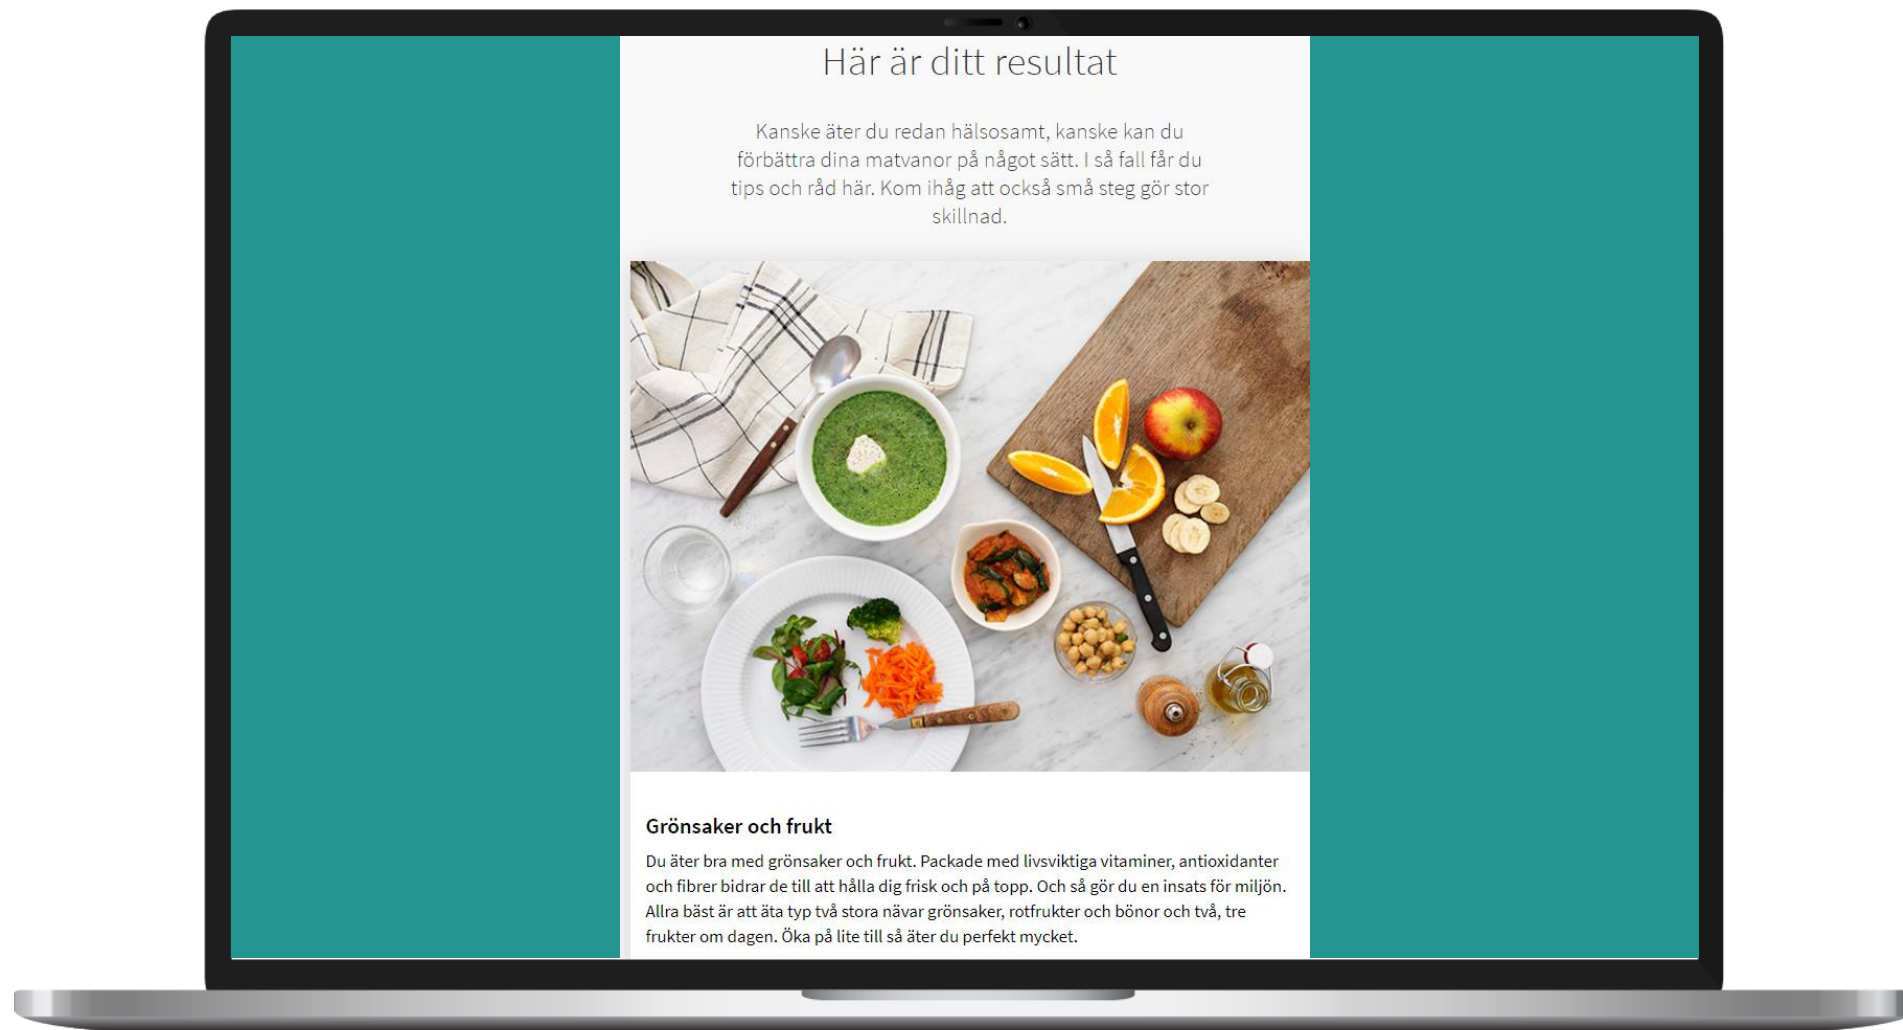 Här är ditt resultat
Kanske äter du redan hälsosamt, kanske kan du
förbättra dina matvanor på något sätt. I så fall får du
tips och råd här. Kom ihåg att också små steg gör stor
skillnad.
Grönsaker och frukt
Du äter bra med grönsaker och frukt. Packade med livsviktiga vitaminer, antioxidanter
och fibrer bidrar de till att hålla dig frisk och på topp. Och så gör du en insats för miljön.
Allra bäst är att äta typ två stora nävar grönsaker, rotfrukter och bönor och två, tre
frukter om dagen. Öka på lite till så äter du perfekt mycket.